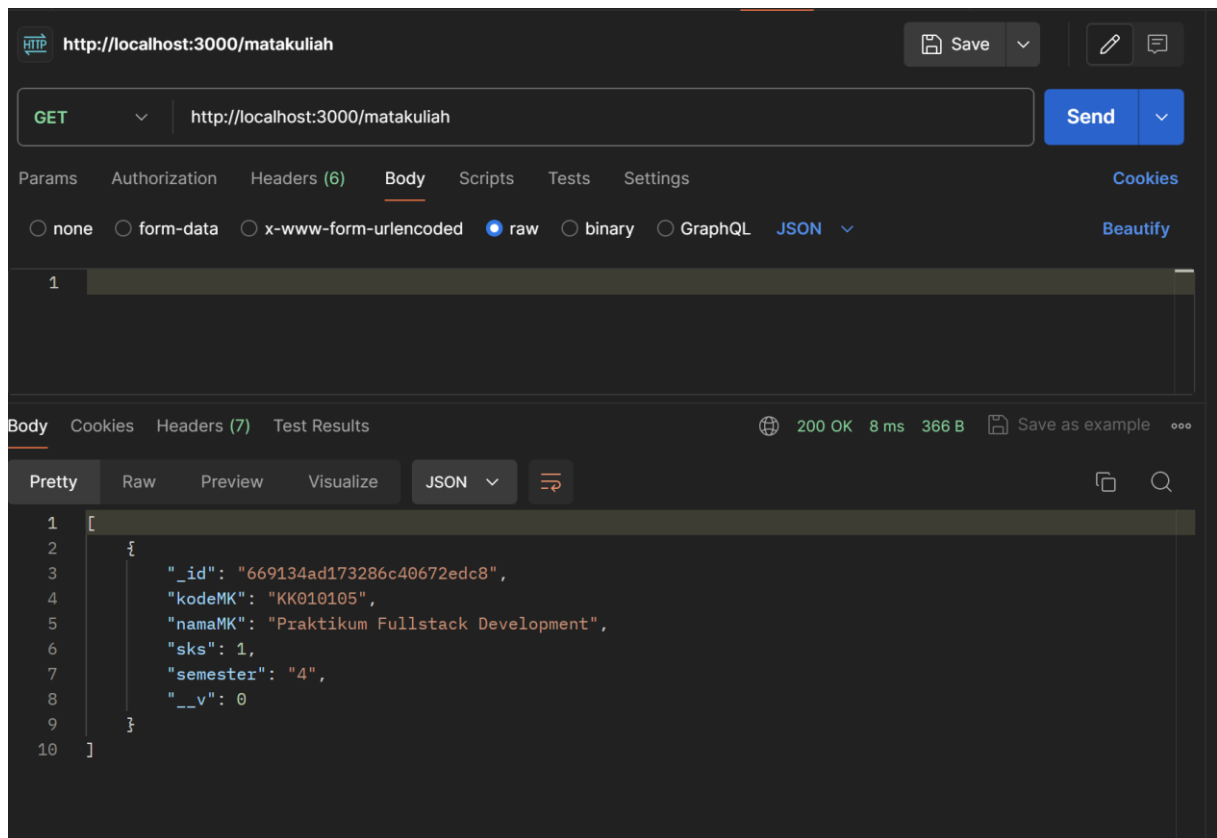 HTTP http://localhost:3000/matakuliah Save
GET http://localhost:3000/matakuliah Send
Params Authorization Headers (6) Body Scripts Tests Settings Cookies
none form-data x-www-form-urlencoded raw binary GraphQL JSON Beautify
1
Body Cookies Headers (7) Test Results 200 OK 8 ms 366 B Save as example
Pretty Raw Preview Visualize JSON
1 [
2 {
3 "_id": "669134ad173286c40672edc8",
4 "kodeMK": "KK010105",
5 "namaMK": "Praktikum Fullstack Development",
6 "sks": 1,
7 "semester": "4",
8 "__v": 0
9 }
10 ]